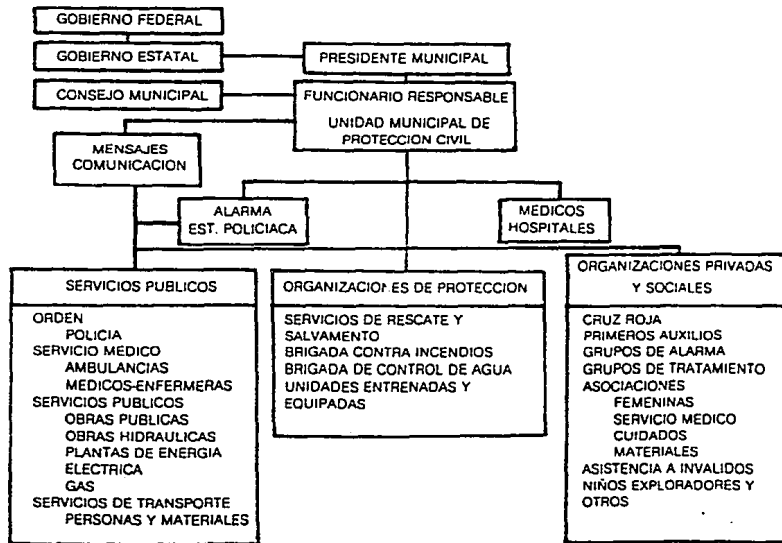 GOBIERNO FEDERAL
GOBIERNO ESTATAL
PRESIDENTE MUNICIPAL
CONSEJO MUNICIPAL
FUNCIONARIO RESPONSABLE
UNIDAD MUNICIPAL DE
PROTECCION CIVIL
MENSAJES
COMUNICACION
ALARMA
EST. POLICIACA
MEDICOS
HOSPITALES
SERVICIOS PUBLICOS
ORDEN
POLICIA
SERVICIO MEDICO
AMBULANCIAS
MEDICOS-ENFERMERAS
SERVICIOS PUBLICOS
OBRAS PUBLICAS
OBRAS HIDRAULICAS
PLANTAS DE ENERGIA
ELECTRICA
GAS
SERVICIOS DE TRANSPORTE
PERSONAS Y MATERIALES
ORGANIZACIONES DE PROTECCION
SERVICIOS DE RESCATE Y
SALVAMENTO
BRIGADA CONTRA INCENDIOS
BRIGADA DE CONTROL DE AGUA
UNIDADES ENTRENADAS Y
EQUIPADAS
ORGANIZACIONES PRIVADAS
Y SOCIALES
CRUZ ROJA
PRIMEROS AUXILIOS
GRUPOS DE ALARMA
GRUPOS DE TRATAMIENTO
ASOCIACIONES
FEMENINAS
SERVICIO MEDICO
CUIDADOS
MATERIALES
ASISTENCIA A INVALIDOS
NIÑOS EXPLORADORES Y
OTROS